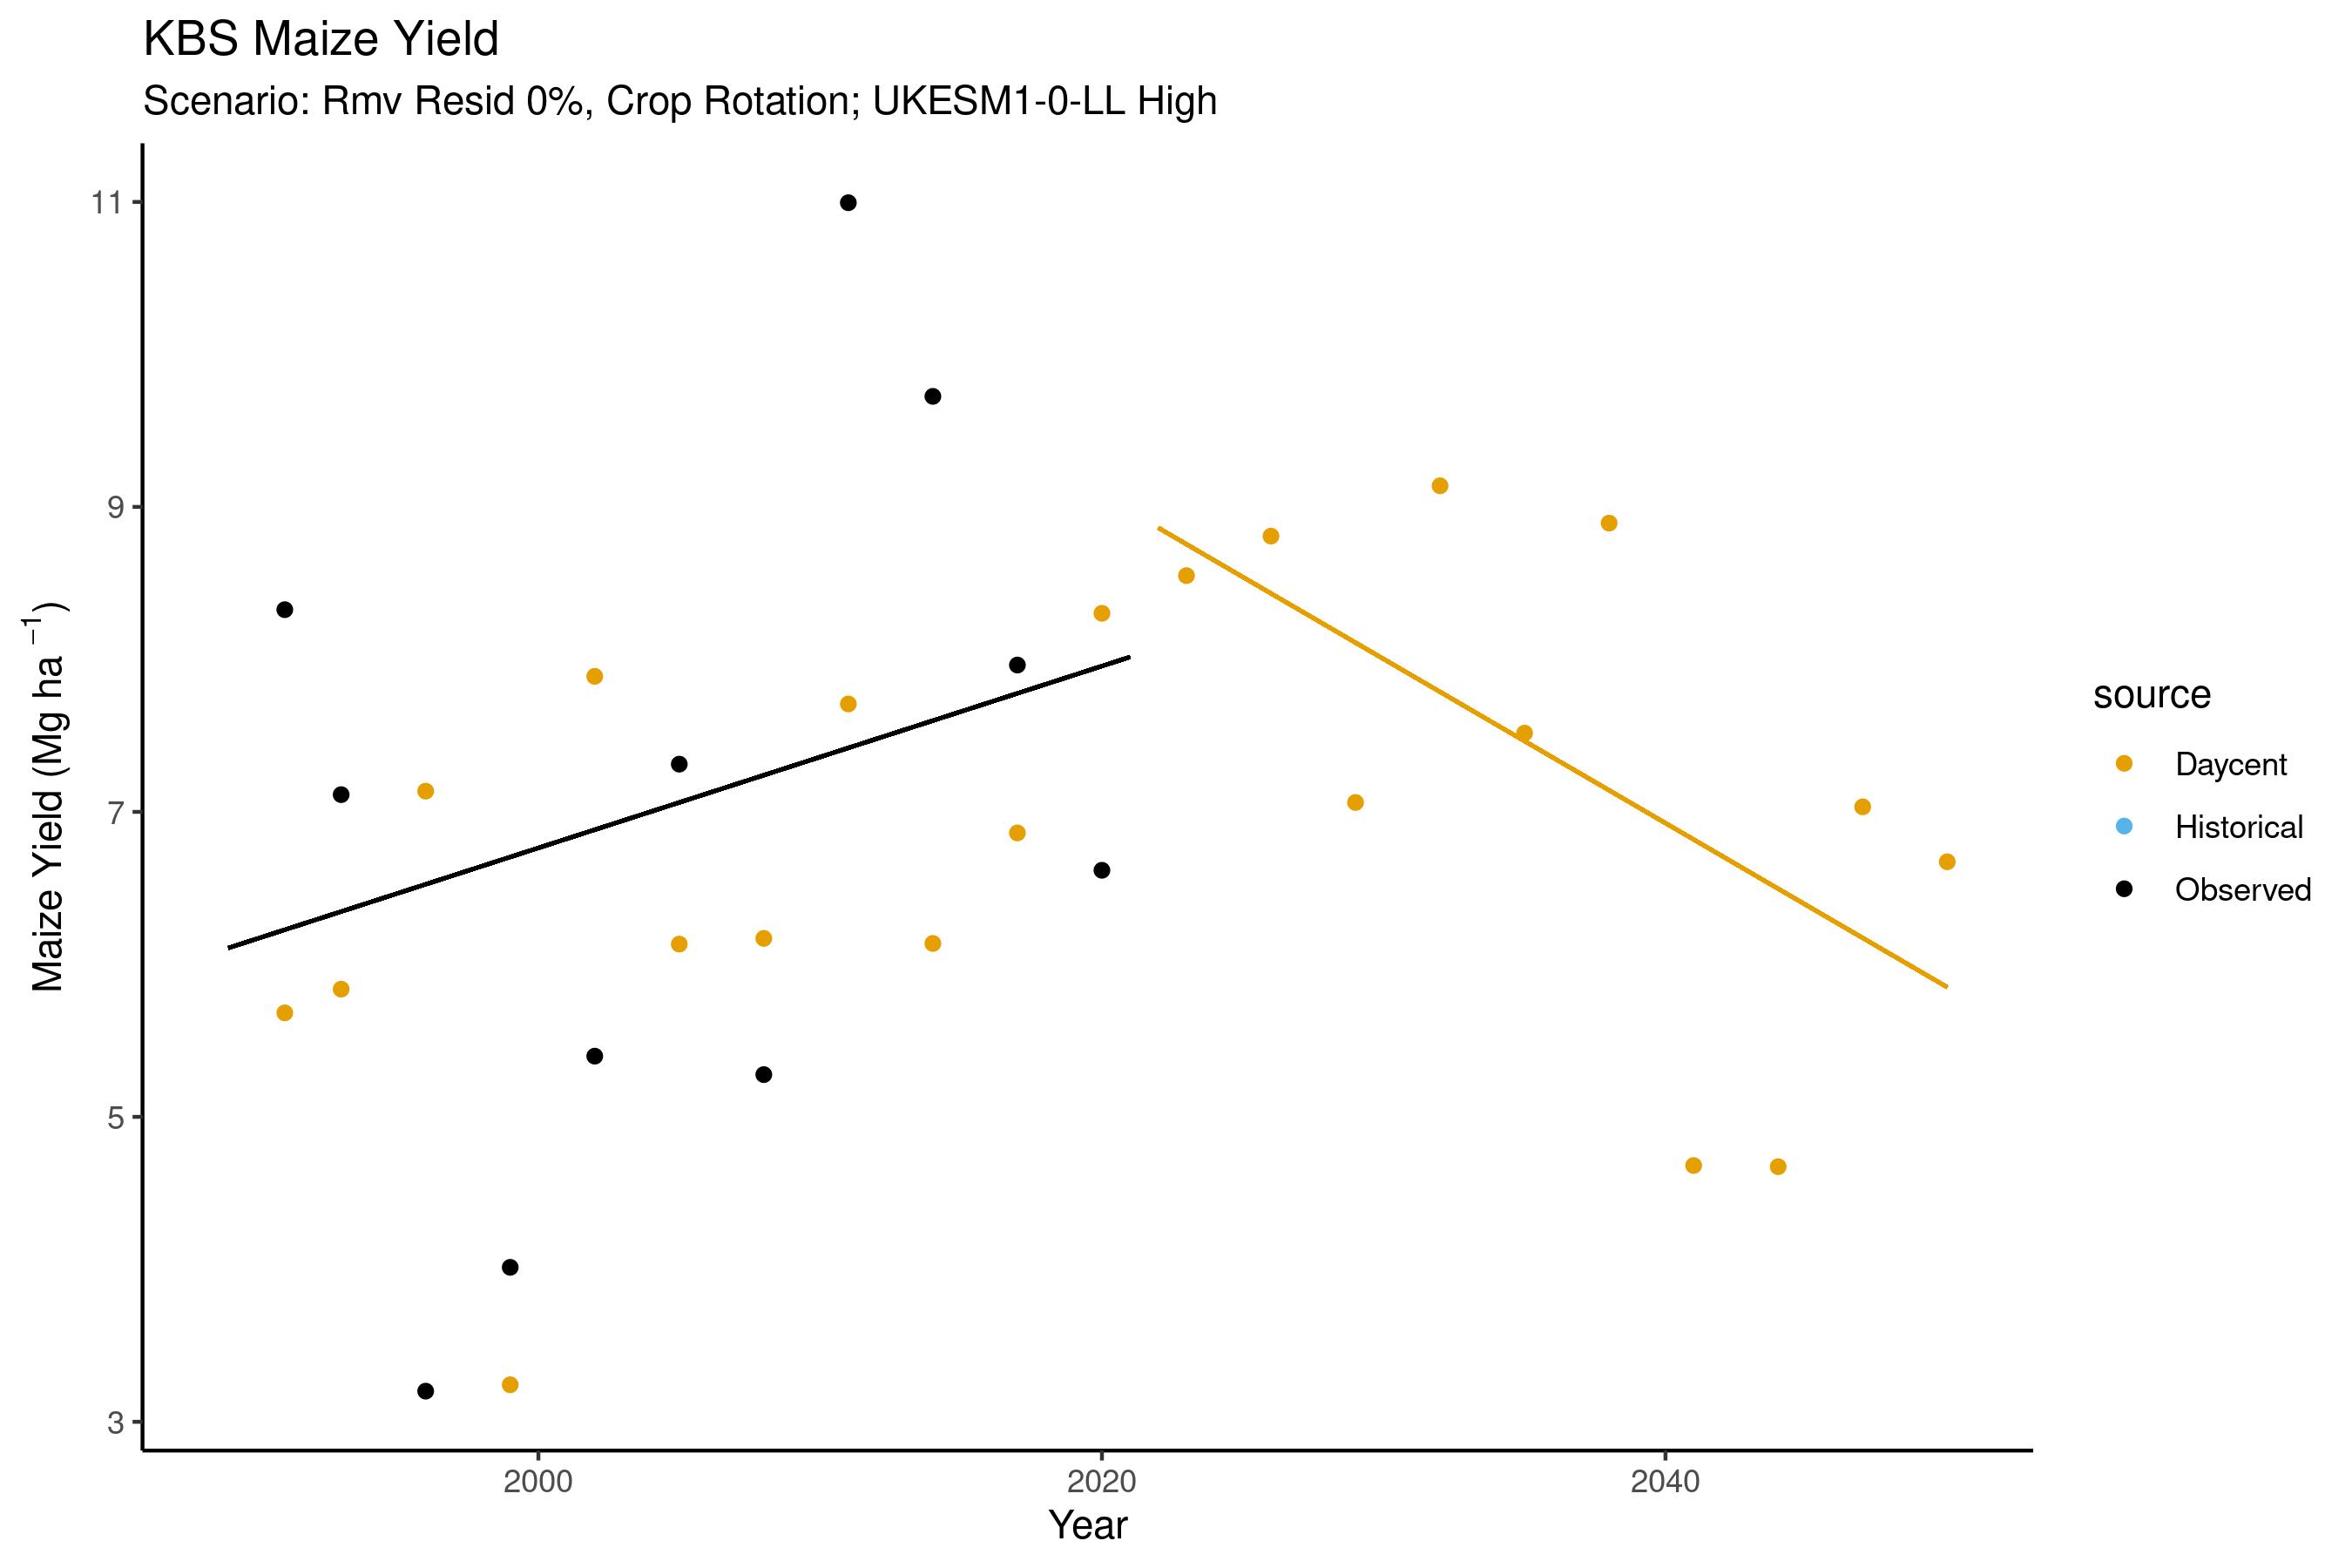 KBS Maize Yield
Scenario: Rmv Resid 0%, Crop Rotation; UKESM1-0-LL High
Maize Yield (Mg ha ⁻¹)
11
9
7
5
3
2000
2020
2040
Year
source
Daycent
Historical
Observed